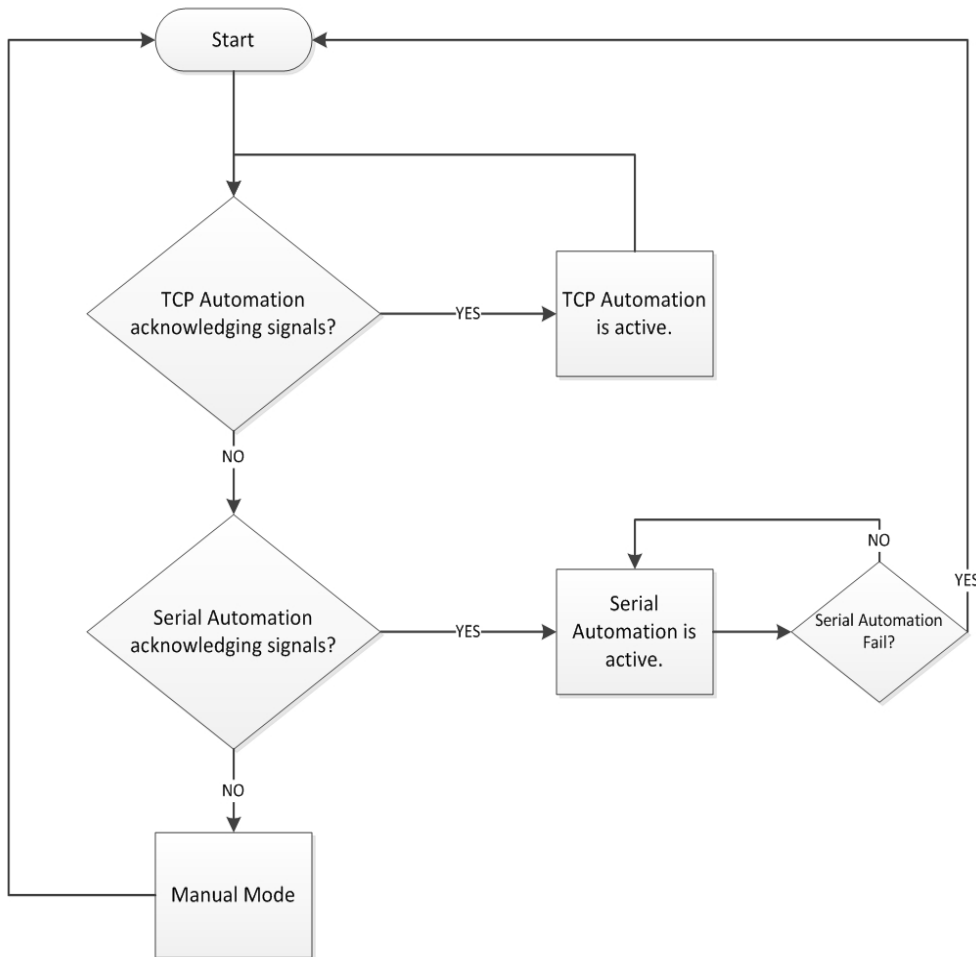 Start
TCP Automation
acknowledging signals?
YES
TCP Automation
is active.
NO
Serial Automation
acknowledging signals?
YES
Serial
Automation is
active.
NO
Serial Automation
Fail?
YES
NO
Manual Mode